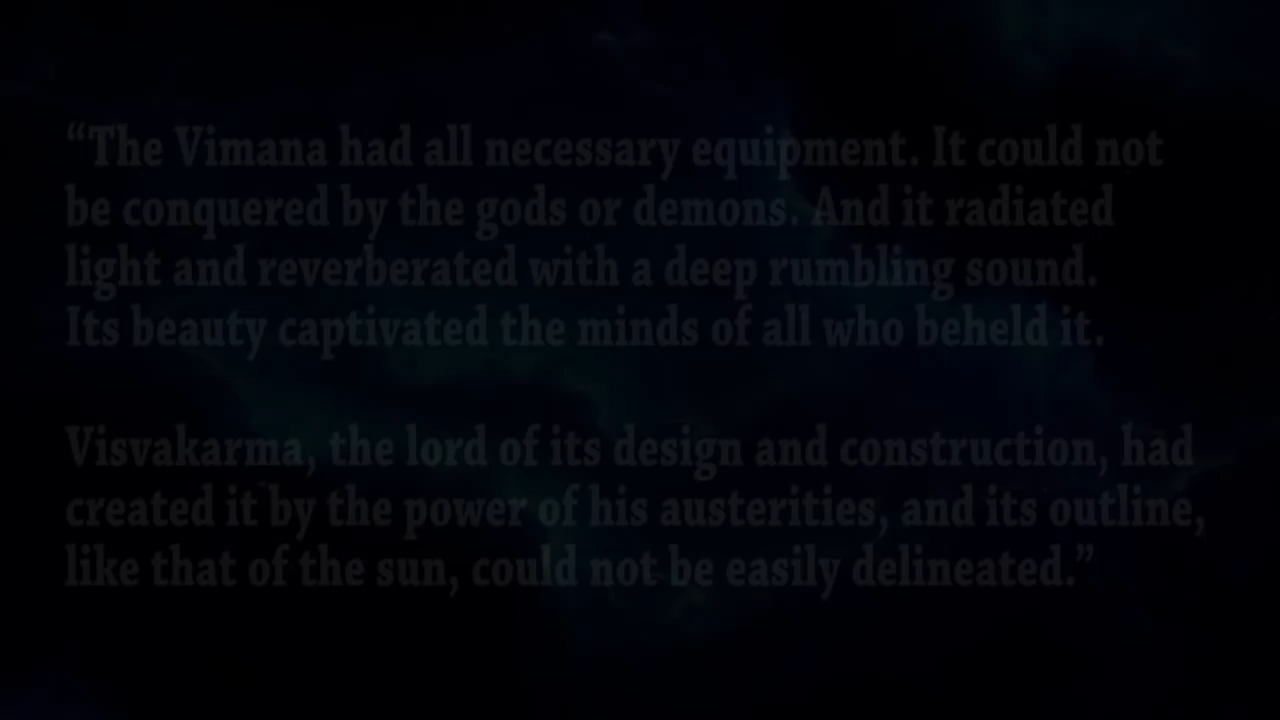 “The Vimana had all necessary equipment. It could not
be conquered by the gods or demons. And it radiated
light and reverberated with a deep rumbling sound.
Its beauty captivated the minds of all who beheld it.
Visvakarma, the lord of its design and construction, had
created it by the power of his austerities, and its outline,
like that of the sun, could not be easily delineated.”